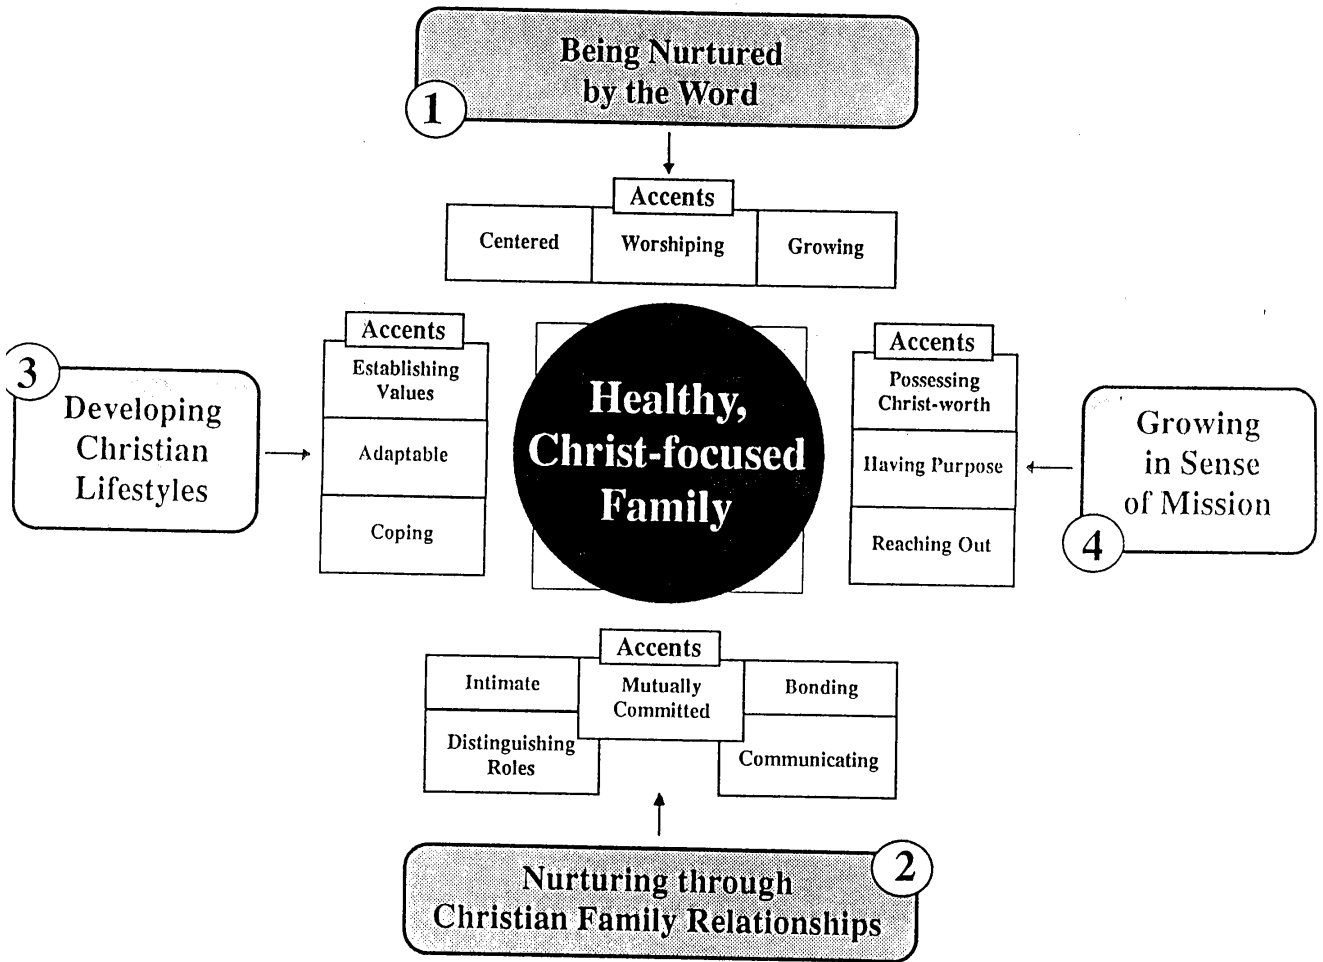 Being Nurtured
by the Word
1
Accents
Centered
Worshiping
Growing
Accents
Establishing
Values
Adaptable
Coping
3
Developing
Christian
Lifestyles
Healthy,
Christ-focused
Family
Accents
Possessing
Christ-worth
Having Purpose
Reaching Out
Growing
in Sense
of Mission
4
Accents
Intimate
Mutually
Committed
Bonding
Distinguishing
Roles
Communicating
2
Nurturing through
Christian Family Relationships